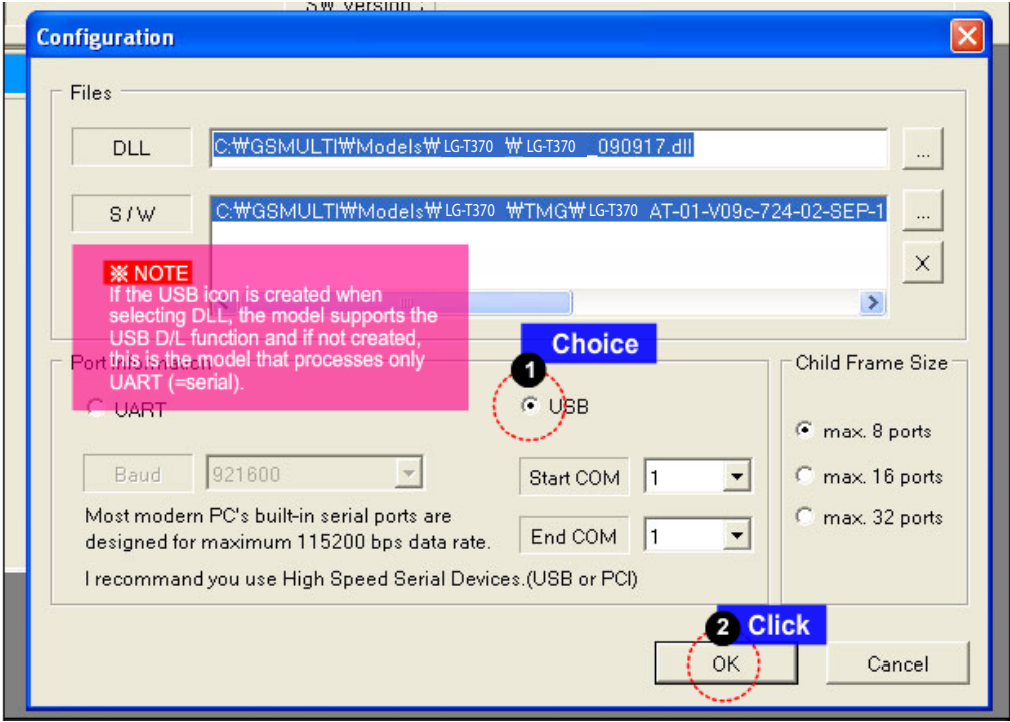 SW Version :
Configuration
Files
DLL
C:₩GSMULTI₩Models₩ LG-T370 ₩ LG-T370 _090917.dll
...
S / W
C:₩GSMULTI₩Models₩ LG-T370 ₩TMG₩ LG-T370 AT-01-V09c-724-02-SEP-1
...
X
※ NOTE
If the USB icon is created when
selecting DLL, the model supports the
USB D/L function and if not created,
this is the model that processes only
UART (=serial).
Port Information
1 Choice
UART
USB
Baud
921600
Start COM
1
End COM
1
Most modern PC's built-in serial ports are
designed for maximum 115200 bps data rate.
I recommand you use High Speed Serial Devices.(USB or PCI)
Child Frame Size
max. 8 ports
max. 16 ports
max. 32 ports
2 Click
OK
Cancel